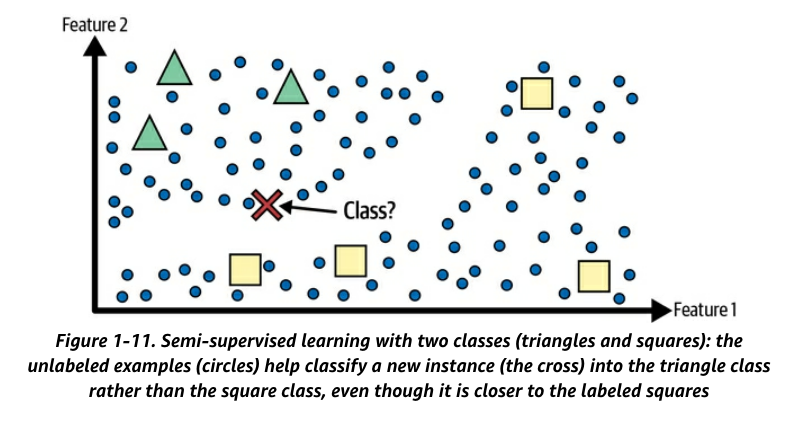 Feature 2
Class?
Feature 1
Figure 1-11. Semi-supervised learning with two classes (triangles and squares): the
unlabeled examples (circles) help classify a new instance (the cross) into the triangle class
rather than the square class, even though it is closer to the labeled squares